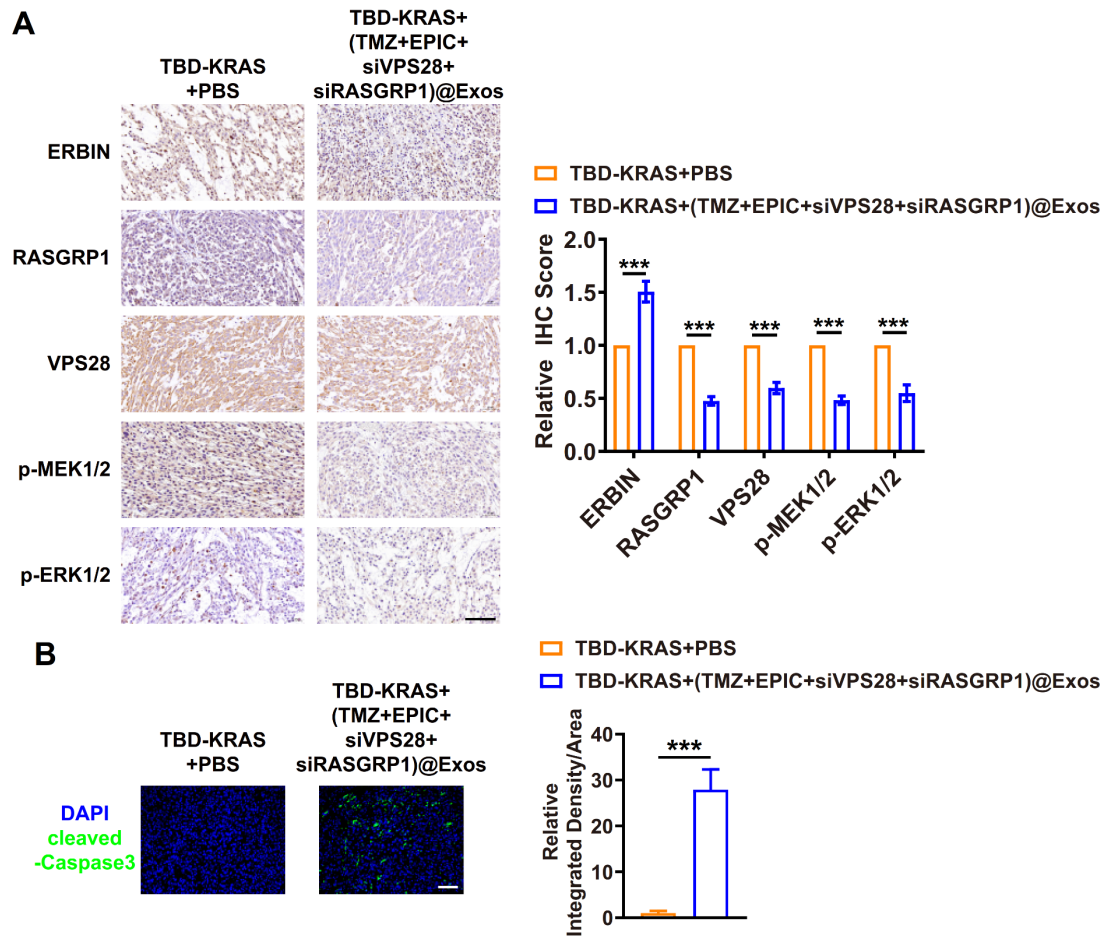 A
TBD-KRAS
+PBS
TBD-KRAS+
(TMZ+EPIC+
siVPS28+
siRASGRP1)@Exos
ERBIN
RASGRP1
VPS28
p-MEK1/2
p-ERK1/2
TBD-KRAS+PBS
TBD-KRAS+(TMZ+EPIC+siVPS28+siRASGRP1)@Exos
Relative IHC Score
2.0
1.5
1.0
0.5
0.0
***
***
***
***
***
ERBIN
RASGRP1
VPS28
p-MEK1/2
p-ERK1/2
B
TBD-KRAS
+PBS
TBD-KRAS+
(TMZ+EPIC+
siVPS28+
siRASGRP1)@Exos
DAPI
cleaved
-Caspase3
TBD-KRAS+PBS
TBD-KRAS+(TMZ+EPIC+siVPS28+siRASGRP1)@Exos
Relative
Integrated Density/Area
40
30
20
10
0
***